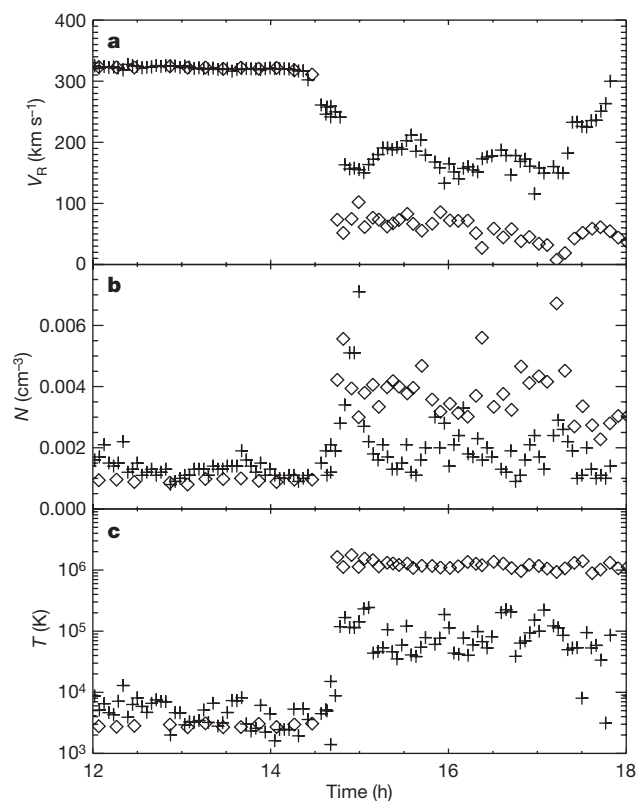 400
a
300
200
100
0
V_R (km s⁻¹)
b
0.006
0.004
0.002
0.000
N (cm⁻³)
c
10⁶
10⁵
10⁴
10³
T (K)
12 14 16 18
Time (h)